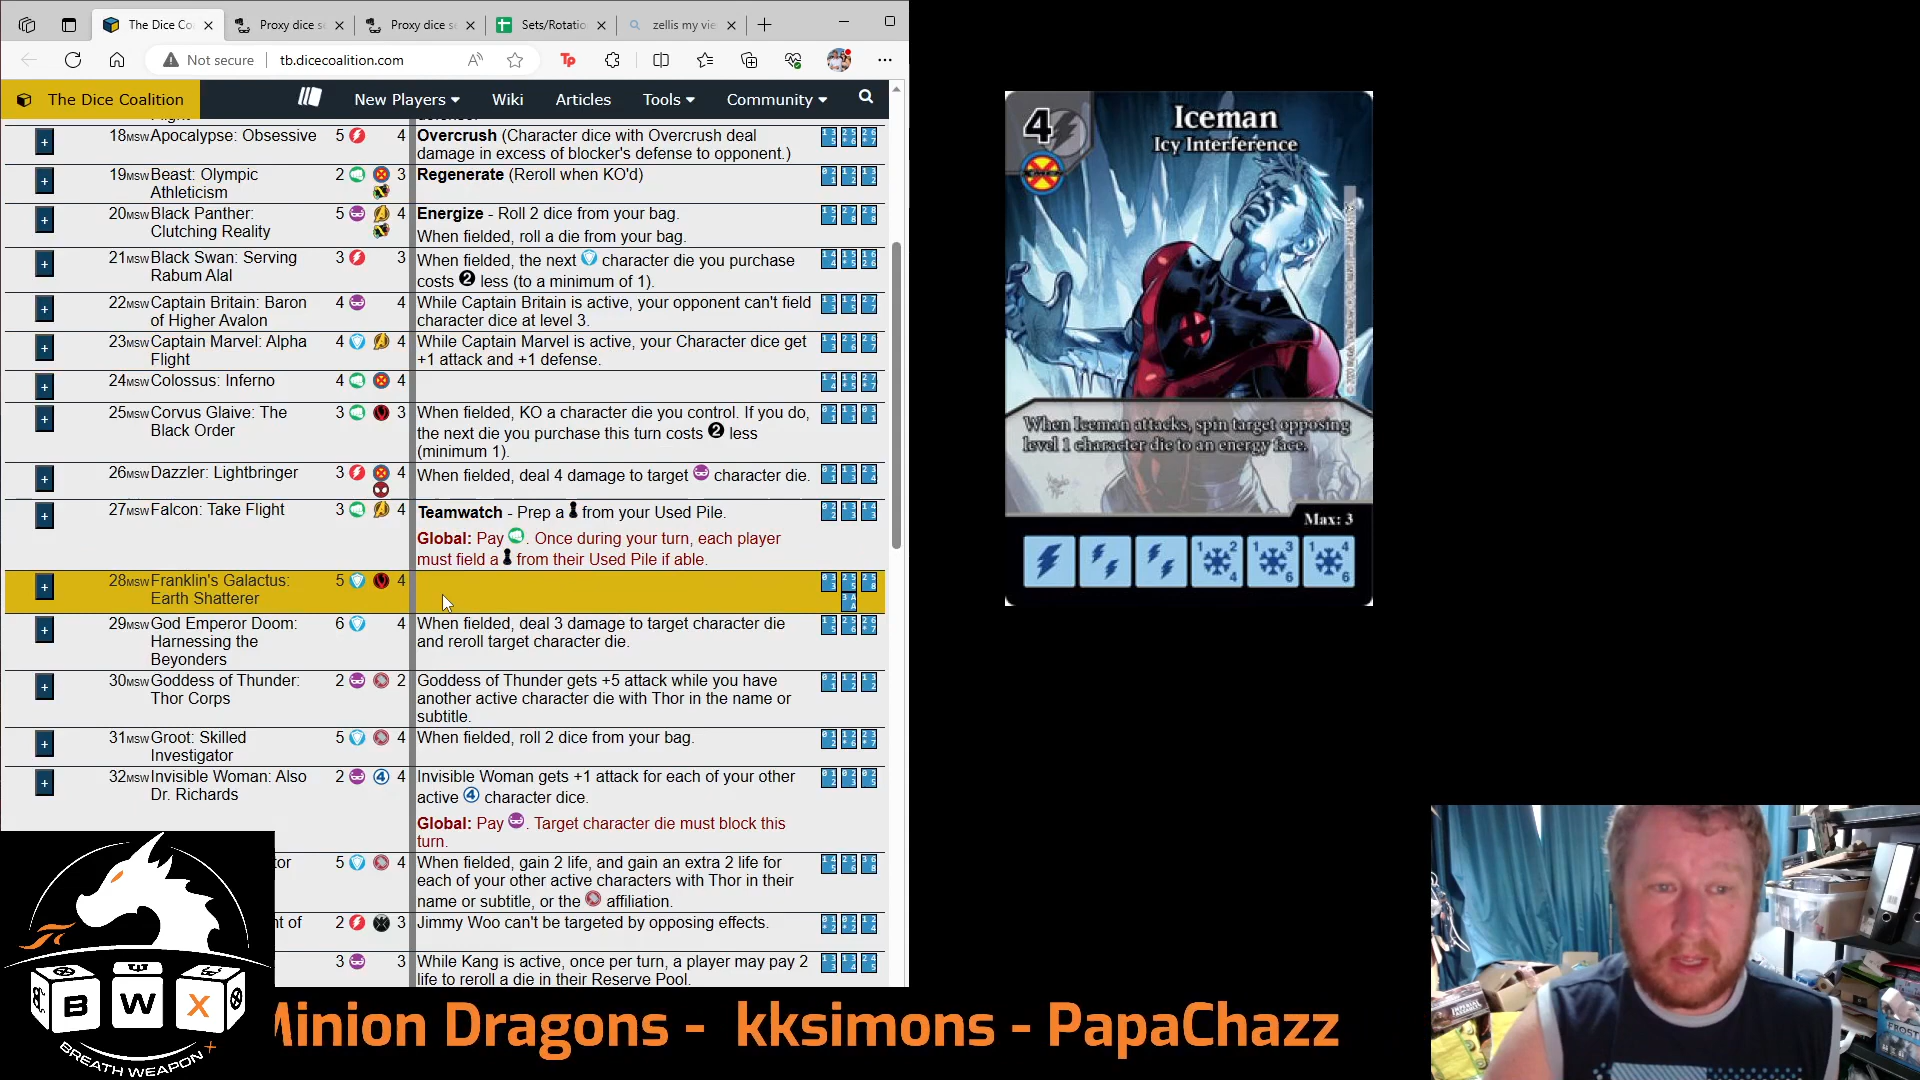 The Dice Co
Proxy dice s
Proxy dice s
Sets/Rotatio
zellis my vie
Not secure
tb.dicecoalition.com
The Dice Coalition
New Players
Wiki
Articles
Tools
Community
18MSW Apocalypse: Obsessive 5 4 Overcrush (Character dice with Overcrush deal
damage in excess of blocker's defense to opponent.)
19MSW Beast: Olympic
Athleticism 2 3 Regenerate (Reroll when KO'd)
20MSW Black Panther:
Clutching Reality 5 4 Energize - Roll 2 dice from your bag.
When fielded, roll a die from your bag.
21MSW Black Swan: Serving
Rabum Alal 3 3 When fielded, the next character die you purchase
costs 2 less (to a minimum of 1).
22MSW Captain Britain: Baron
of Higher Avalon 4 4 While Captain Britain is active, your opponent can't field
character dice at level 3.
23MSW Captain Marvel: Alpha
Flight 4 4 While Captain Marvel is active, your Character dice get
+1 attack and +1 defense.
24MSW Colossus: Inferno 4 4
25MSW Corvus Glaive: The
Black Order 3 3 When fielded, KO a character die you control. If you do,
the next die you purchase this turn costs 2 less
(minimum 1).
26MSW Dazzler: Lightbringer 3 4 When fielded, deal 4 damage to target character die.
27MSW Falcon: Take Flight 3 4 Teamwatch - Prep a from your Used Pile.
Global: Pay . Once during your turn, each player
must field a from their Used Pile if able.
28MSW Franklin's Galactus:
Earth Shatterer 5 4
29MSW God Emperor Doom:
Harnessing the
Beyonders 6 4 When fielded, deal 3 damage to target character die
and reroll target character die.
30MSW Goddess of Thunder:
Thor Corps 2 2 Goddess of Thunder gets +5 attack while you have
another active character die with Thor in the name or
subtitle.
31MSW Groot: Skilled
Investigator 5 4 When fielded, roll 2 dice from your bag.
32MSW Invisible Woman: Also
Dr. Richards 2 4 4 Invisible Woman gets +1 attack for each of your other
active 4 character dice.
Global: Pay . Target character die must block this
turn.
tor 5 4 When fielded, gain 2 life, and gain an extra 2 life for
each of your other active characters with Thor in their
name or subtitle, or the affiliation.
nt of 2 3 Jimmy Woo can't be targeted by opposing effects.
3 3 While Kang is active, once per turn, a player may pay 2
life to reroll a die in their Reserve Pool.
4
Iceman
Icy Interference
X-MEN
When Iceman attacks, spin target opposing
level 1 character die to an energy face.
Max: 3
1 2 4
1 3 6
1 4 6
B W X
BREATH WEAPON X
Minion Dragons - kksimons - PapaChazz